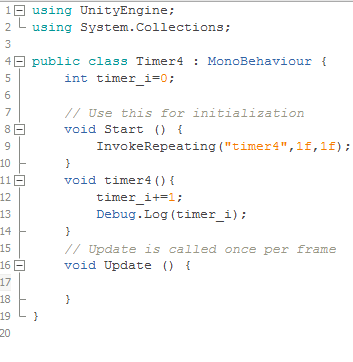 1 using UnityEngine;
2 using System.Collections;
3
4 public class Timer4 : MonoBehaviour {
5     int timer_i=0;
6
7     // Use this for initialization
8     void Start () {
9         InvokeRepeating("timer4",1f,1f);
10     }
11     void timer4(){
12         timer_i+=1;
13         Debug.Log(timer_i);
14     }
15     // Update is called once per frame
16     void Update () {
17
18     }
19 }
20